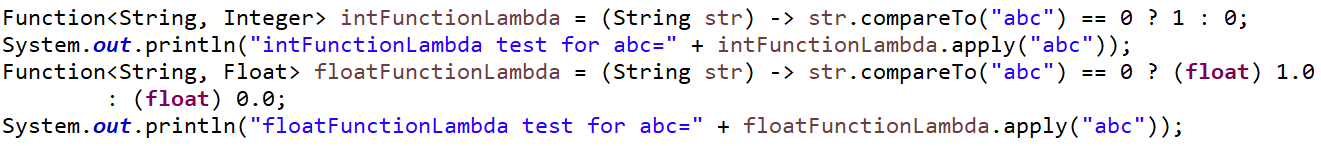 Function<String, Integer> intFunctionLambda = (String str) -> str.compareTo("abc") == 0 ? 1 : 0;
System.out.println("intFunctionLambda test for abc=" + intFunctionLambda.apply("abc"));
Function<String, Float> floatFunctionLambda = (String str) -> str.compareTo("abc") == 0 ? (float) 1.0
: (float) 0.0;
System.out.println("floatFunctionLambda test for abc=" + floatFunctionLambda.apply("abc"));